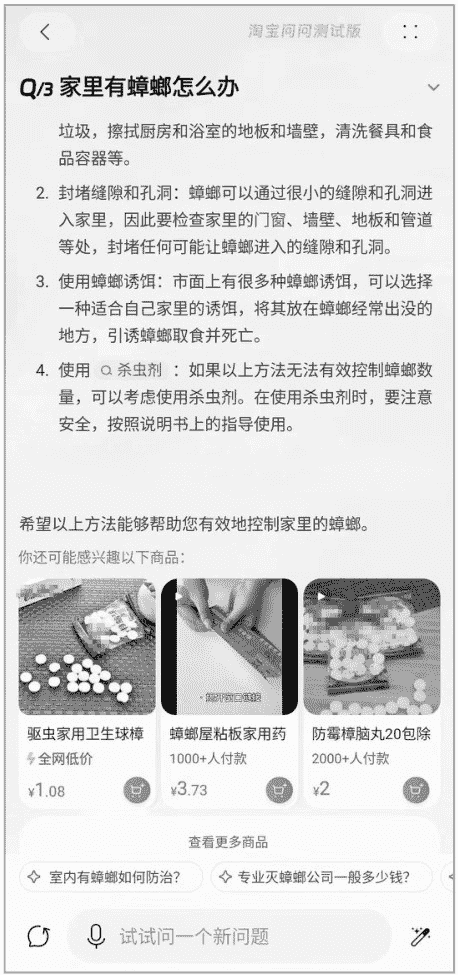 淘宝问问测试版
Q/3 家里有蟑螂怎么办
垃圾，擦拭厨房和浴室的地板和墙壁，清洗餐具和食
品容器等。
2. 封堵缝隙和孔洞：蟑螂可以通过很小的缝隙和孔洞进
入家里，因此要检查家里的门窗、墙壁、地板和管道
等处，封堵任何可能让蟑螂进入的缝隙和孔洞。
3. 使用蟑螂诱饵：市面上有很多种蟑螂诱饵，可以选择
一种适合自己家里的诱饵，将其放在蟑螂经常出没的
地方，引诱蟑螂取食并死亡。
4. 使用 杀虫剂 ：如果以上方法无法有效控制蟑螂数
量，可以考虑使用杀虫剂。在使用杀虫剂时，要注意
安全，按照说明书上的指导使用。
希望以上方法能够帮助您有效地控制家里的蟑螂。
你还可能感兴趣以下商品：
驱虫家用卫生球樟 蟑螂屋粘板家用药 防霉樟脑丸20包除
全网低价 1000+人付款 2000+人付款
¥1.08 ¥3.73 ¥2
查看更多商品
室内有蟑螂如何防治？ 专业灭蟑螂公司一般多少钱？
试试问一个新问题